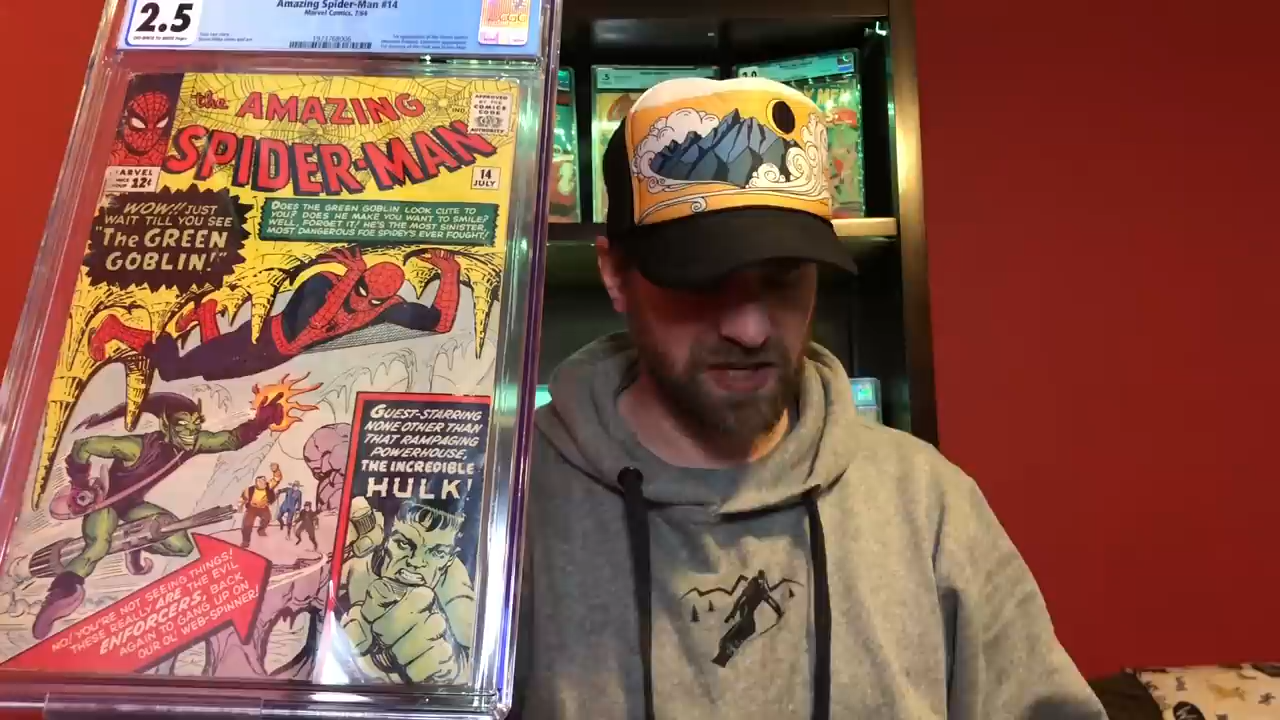 2.5
Amazing Spider-Man #14
Marvel Comics, 7/64
1973768006
CGC
the AMAZING
SPIDER-MAN
APPROVED
BY THE
COMICS
CODE
AUTHORITY
IND.
12¢
14
JULY
WOW!! JUST
WAIT TILL YOU SEE
"The GREEN
GOBLIN!"
DOES THE GREEN GOBLIN LOOK CUTE TO
YOU? DOES HE MAKE YOU WANT TO SMILE?
WELL, FORGET IT! HE'S THE MOST SINISTER,
MOST DANGEROUS FOE SPIDEY'S EVER FOUGHT!
GUEST-STARRING
NONE OTHER THAN
THAT RAMPAGING
POWERHOUSE,
THE INCREDIBLE
HULK!
NO! YOU'RE NOT SEEING THINGS!
THESE REALLY ARE THE EVIL
ENFORCERS, BACK
AGAIN TO GANG UP ON
OUR OL' WEB-SPINNER!
.5